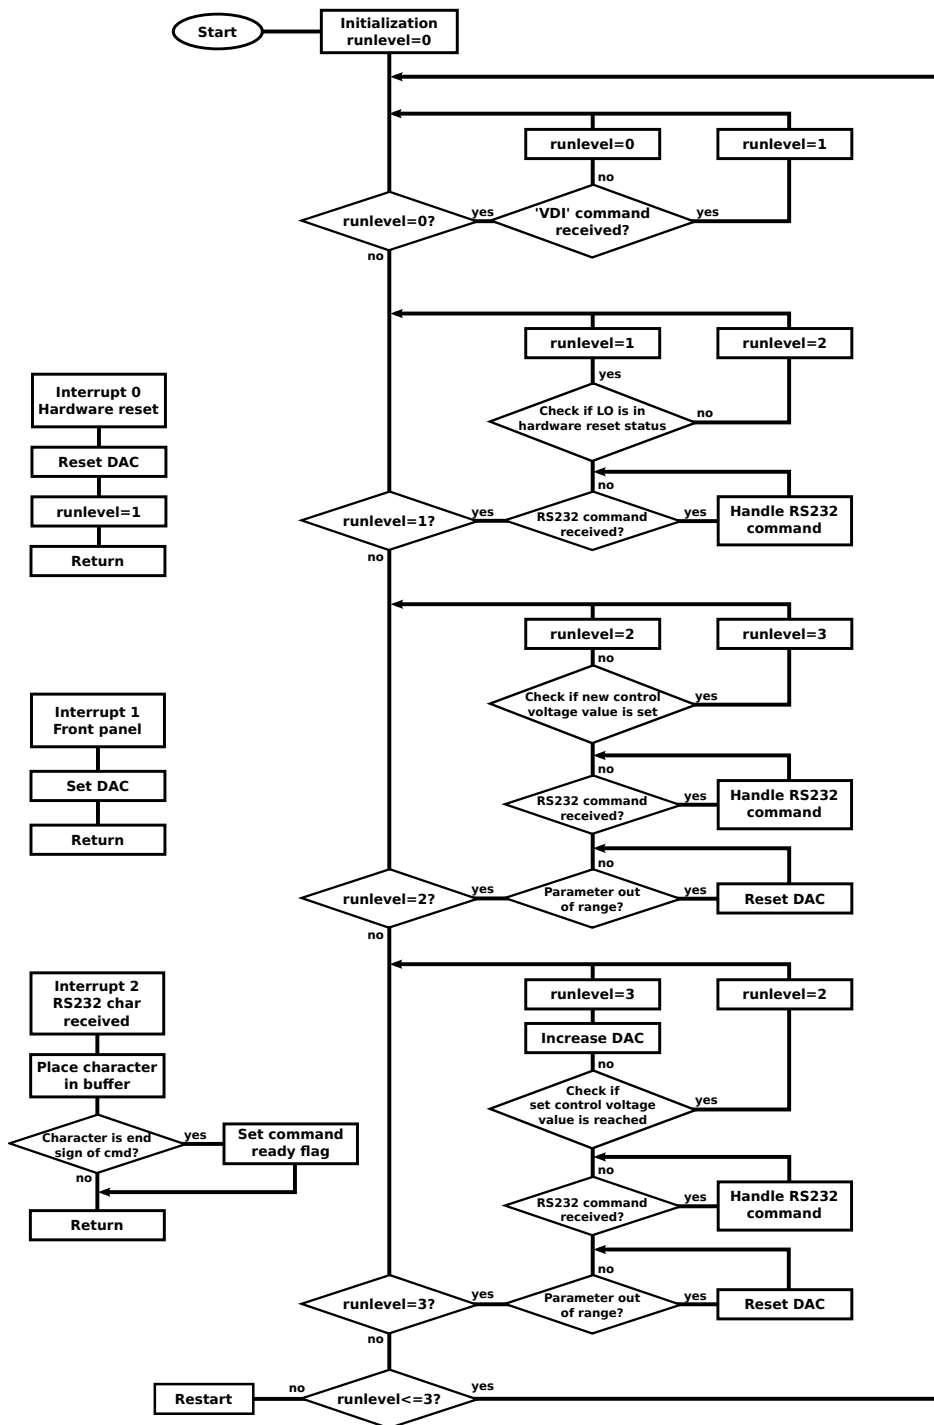 Start
Initialization
runlevel=0
runlevel=0
runlevel=1
no
runlevel=0?
yes
'VDI' command
received?
yes
no
runlevel=1
runlevel=2
yes
Check if LO is in
hardware reset status
no
no
runlevel=1?
yes
RS232 command
received?
yes
Handle RS232
command
no
Interrupt 0
Hardware reset
Reset DAC
runlevel=1
Return
runlevel=2
runlevel=3
no
Check if new control
voltage value is set
yes
no
RS232 command
received?
yes
Handle RS232
command
no
runlevel=2?
yes
Parameter out
of range?
yes
Reset DAC
no
Interrupt 1
Front panel
Set DAC
Return
runlevel=3
runlevel=2
Increase DAC
no
Check if
set control voltage
value is reached
yes
no
RS232 command
received?
yes
Handle RS232
command
no
runlevel=3?
yes
Parameter out
of range?
yes
Reset DAC
no
Interrupt 2
RS232 char
received
Place character
in buffer
Character is end
sign of cmd?
yes
Set command
ready flag
no
Return
Restart
no
runlevel<=3?
yes